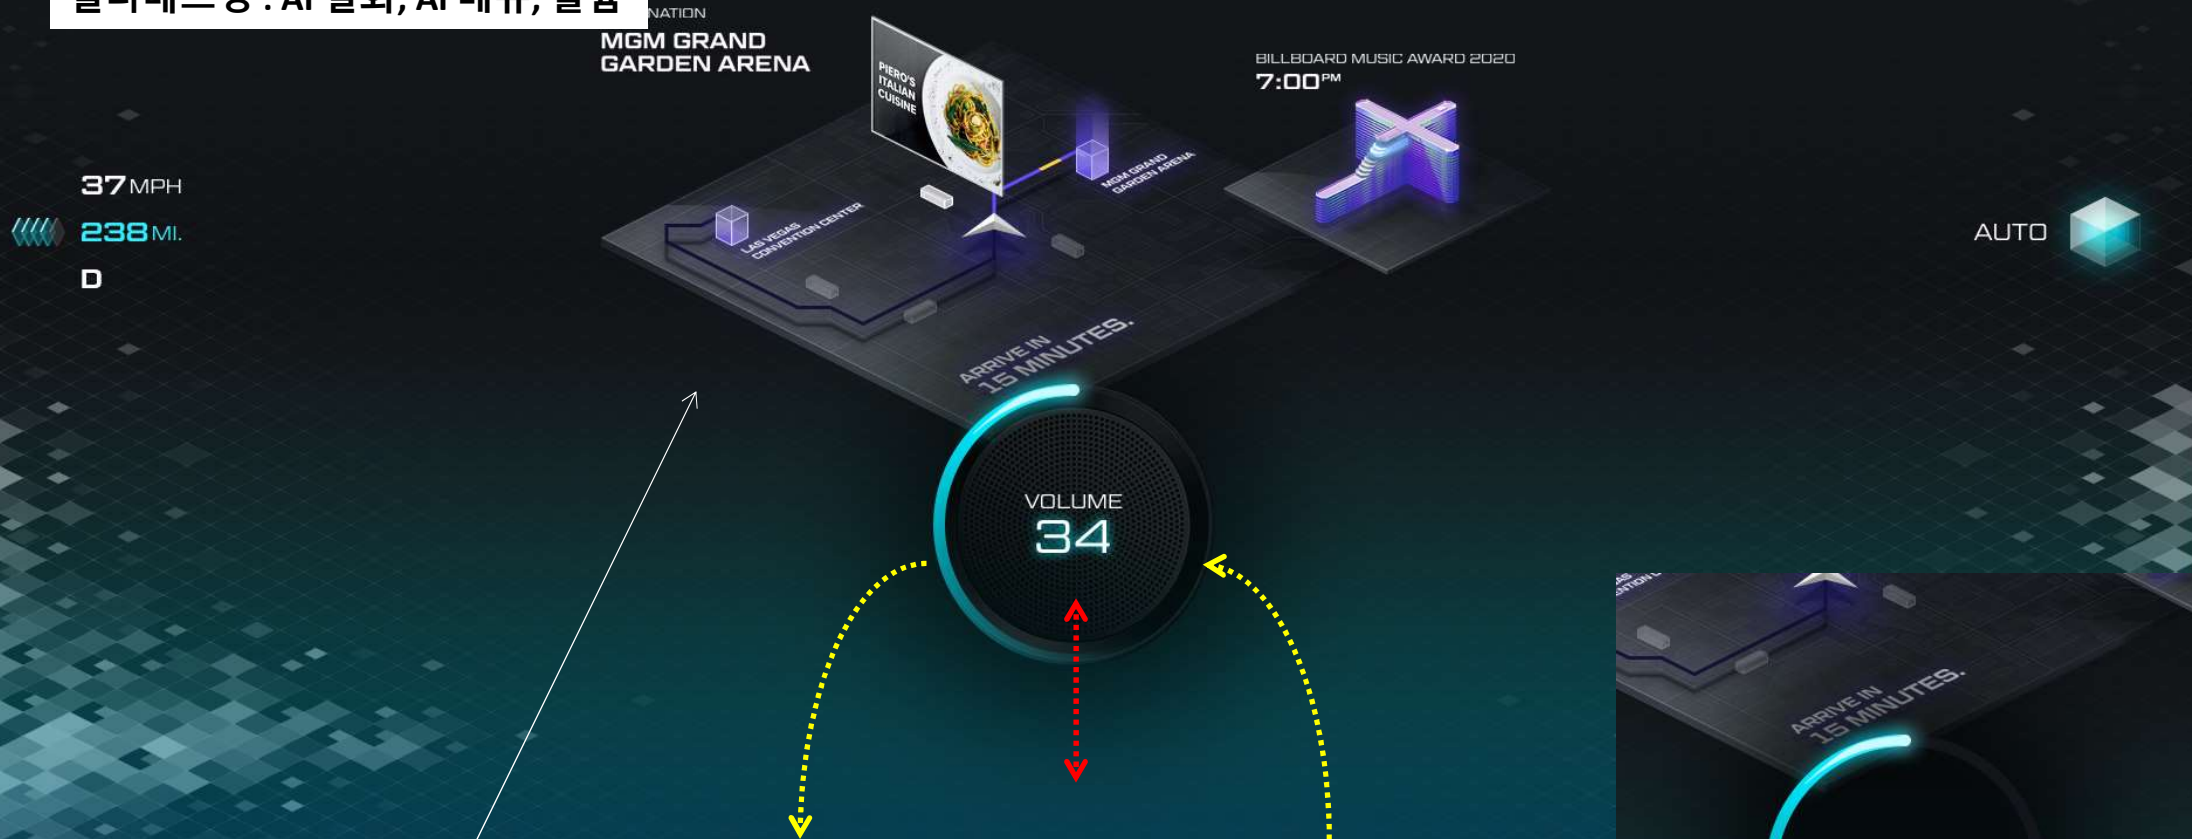 NATION
MGM GRAND
GARDEN ARENA
PIERO'S
ITALIAN
CUISINE
BILLBOARD MUSIC AWARD 2020
7:00PM
37 MPH
238 MI.
D
LAS VEGAS
CONVENTION CENTER
MGM GRAND
GARDEN ARENA
AUTO
ARRIVE IN
15 MINUTES.
VOLUME
34
ARRIVE IN
15 MINUTES.